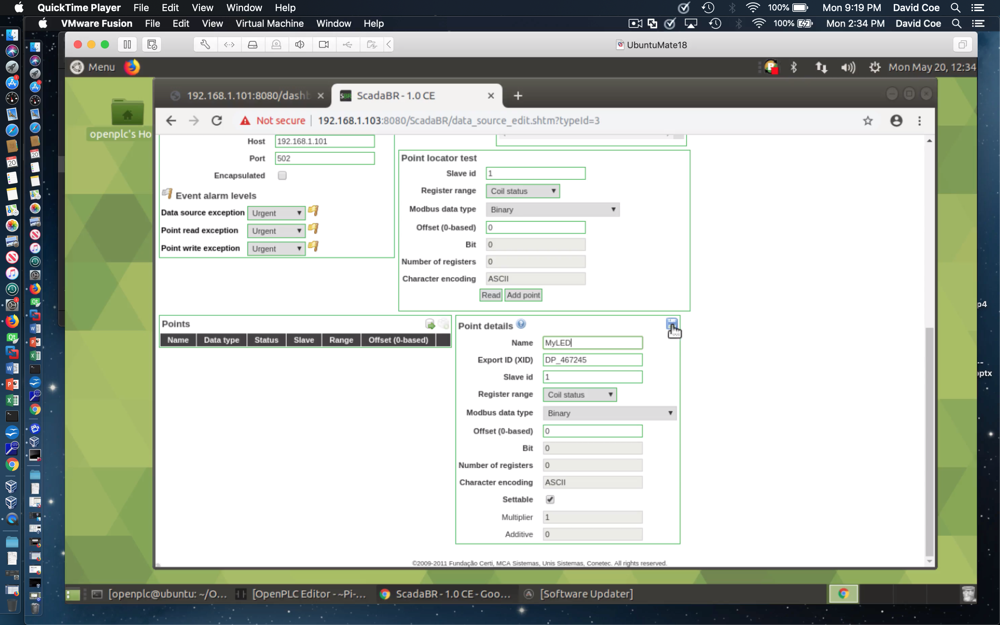 QuickTime Player File Edit View Window Help 100% Mon 9:19 PM David Coe
VMware Fusion File Edit View Virtual Machine Window Help 100% Mon 2:34 PM David Coe
UbuntuMate18
Menu Mon May 20, 12:34
192.168.1.101:8080/dashb ScadaBR - 1.0 CE
Not secure 192.168.1.103:8080/ScadaBR/data_source_edit.shtm?typeId=3
openplc's Ho
Host 192.168.1.101
Port 502
Encapsulated
Event alarm levels
Data source exception Urgent
Point read exception Urgent
Point write exception Urgent
Point locator test
Slave id 1
Register range Coil status
Modbus data type Binary
Offset (0-based) 0
Bit 0
Number of registers 0
Character encoding ASCII
Read Add point
Points
Name Data type Status Slave Range Offset (0-based)
Point details
Name MyLED
Export ID (XID) DP_467245
Slave id 1
Register range Coil status
Modbus data type Binary
Offset (0-based) 0
Bit 0
Number of registers 0
Character encoding ASCII
Settable
Multiplier 1
Additive 0
©2009-2011 Fundação Certi, MCA Sistemas, Unis Sistemas, Conetec. All rights reserved.
p4
pptx
[openplc@ubuntu: ~/O... [OpenPLC Editor - ~Pi-... ScadaBR - 1.0 CE - Goo... [Software Updater]